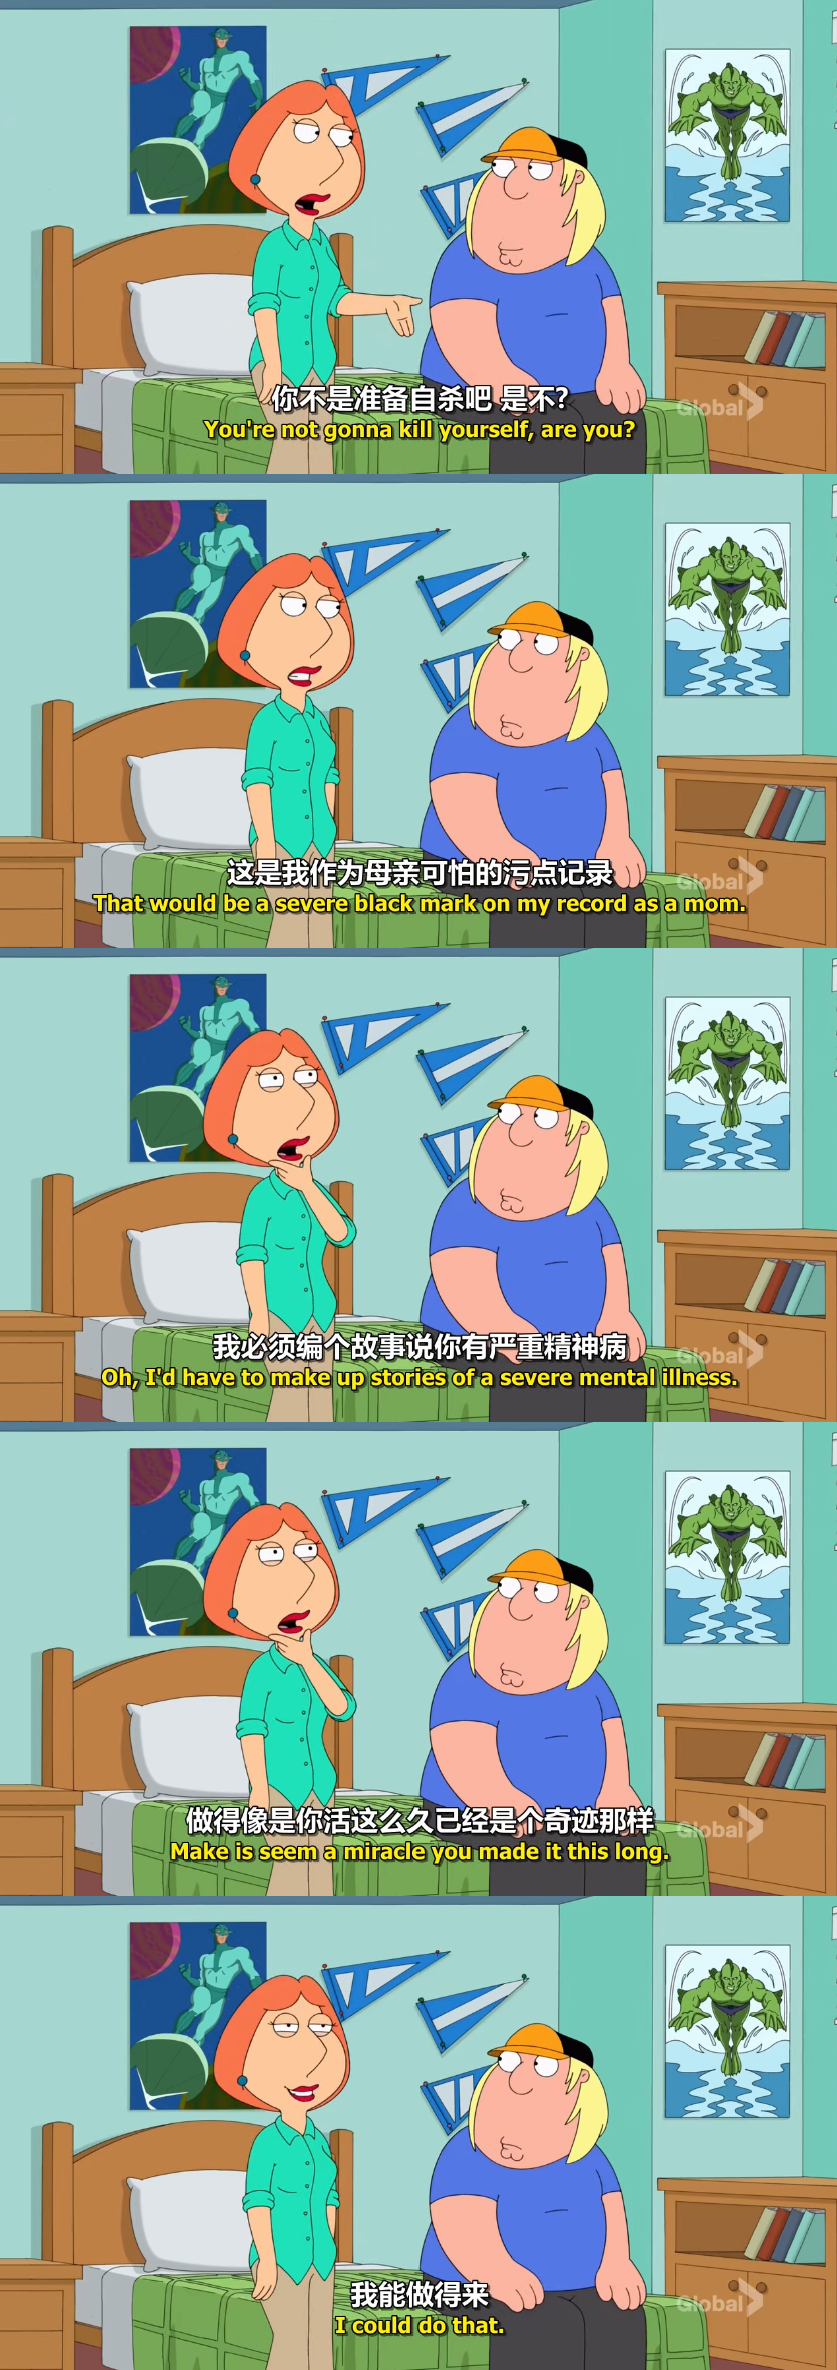 你不是准备自杀吧 是不?
You're not gonna kill yourself, are you?
Global
这是我作为母亲可怕的污点记录
That would be a severe black mark on my record as a mom.
Global
我必须编个故事说你有严重精神病
Oh, I'd have to make up stories of a severe mental illness.
Global
做得像是你活这么久已经是个奇迹那样
Make is seem a miracle you made it this long.
Global
我能做得来
I could do that.
Global